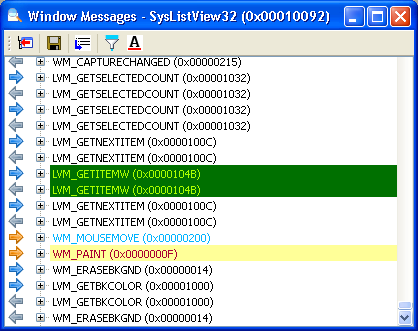 Window Messages - SysListView32 (0x00010092)
A
WM_CAPTURECHANGED (0x00000215)
LVM_GETSELECTEDCOUNT (0x00001032)
LVM_GETSELECTEDCOUNT (0x00001032)
LVM_GETSELECTEDCOUNT (0x00001032)
LVM_GETSELECTEDCOUNT (0x00001032)
LVM_GETNEXTITEM (0x0000100C)
LVM_GETNEXTITEM (0x0000100C)
LVM_GETITEMW (0x0000104B)
LVM_GETITEMW (0x0000104B)
LVM_GETNEXTITEM (0x0000100C)
LVM_GETNEXTITEM (0x0000100C)
WM_MOUSEMOVE (0x00000200)
WM_PAINT (0x0000000F)
WM_ERASEBKGND (0x00000014)
LVM_GETBKCOLOR (0x00001000)
LVM_GETBKCOLOR (0x00001000)
WM_ERASEBKGND (0x00000014)